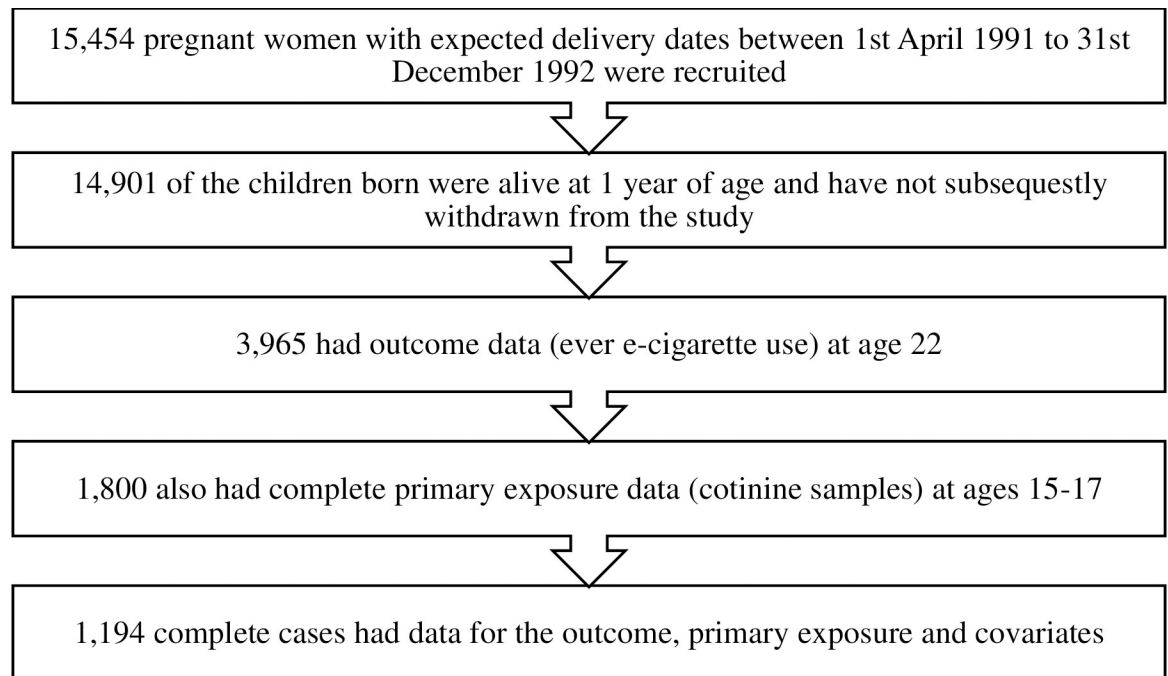 15,454 pregnant women with expected delivery dates between 1st April 1991 to 31st
December 1992 were recruited
14,901 of the children born were alive at 1 year of age and have not subsequestly
withdrawn from the study
3,965 had outcome data (ever e-cigarette use) at age 22
1,800 also had complete primary exposure data (cotinine samples) at ages 15-17
1,194 complete cases had data for the outcome, primary exposure and covariates